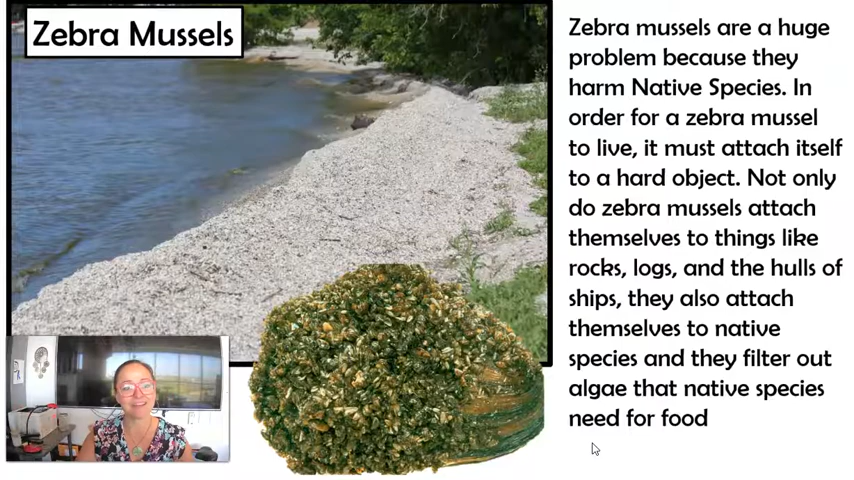 Zebra Mussels
Zebra mussels are a huge
problem because they
harm Native Species. In
order for a zebra mussel
to live, it must attach itself
to a hard object. Not only
do zebra mussels attach
themselves to things like
rocks, logs, and the hulls of
ships, they also attach
themselves to native
species and they filter out
algae that native species
need for food